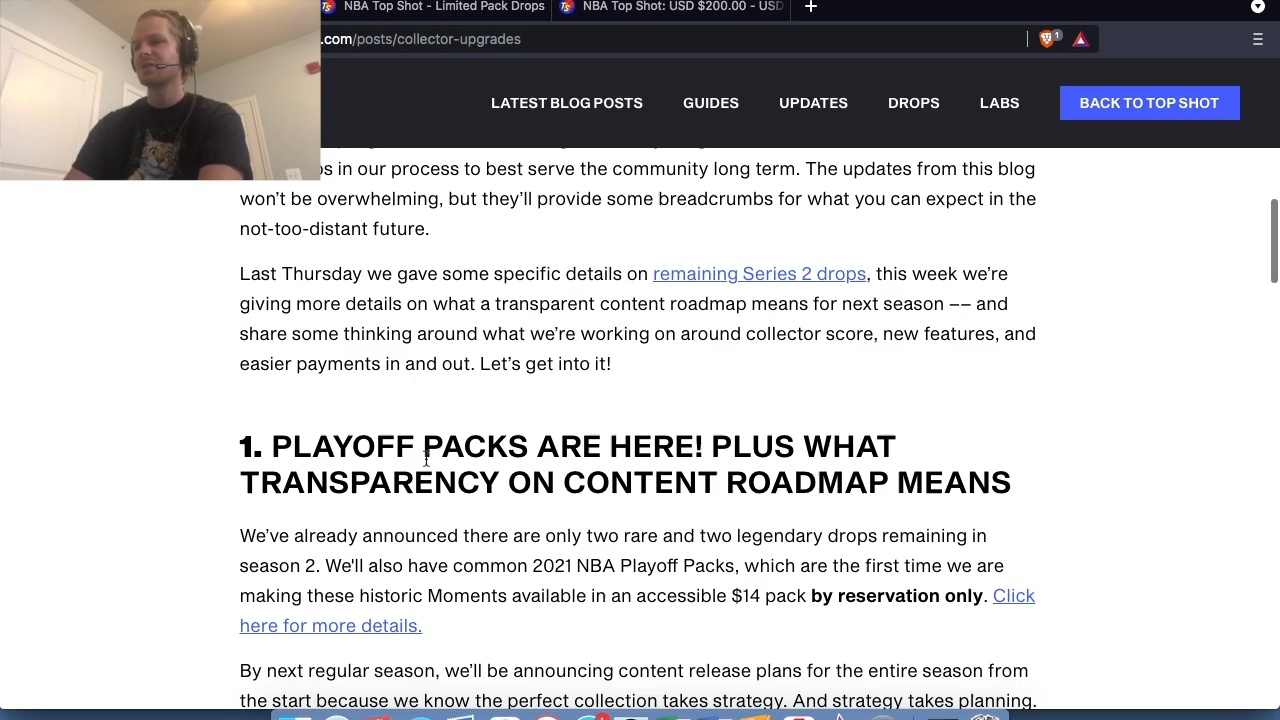 NBA Top Shot - Limited Pack Drops
NBA Top Shot: USD $200.00 - USD
.com/posts/collector-upgrades
1
LATEST BLOG POSTS
GUIDES
UPDATES
DROPS
LABS
BACK TO TOP SHOT
in our process to best serve the community long term. The updates from this blog
won’t be overwhelming, but they’ll provide some breadcrumbs for what you can expect in the
not-too-distant future.
Last Thursday we gave some specific details on remaining Series 2 drops, this week we’re
giving more details on what a transparent content roadmap means for next season –– and
share some thinking around what we’re working on around collector score, new features, and
easier payments in and out. Let’s get into it!
1. PLAYOFF PACKS ARE HERE! PLUS WHAT
TRANSPARENCY ON CONTENT ROADMAP MEANS
We’ve already announced there are only two rare and two legendary drops remaining in
season 2. We'll also have common 2021 NBA Playoff Packs, which are the first time we are
making these historic Moments available in an accessible $14 pack by reservation only. Click
here for more details.
By next regular season, we’ll be announcing content release plans for the entire season from
the start because we know the perfect collection takes strategy. And strategy takes planning.